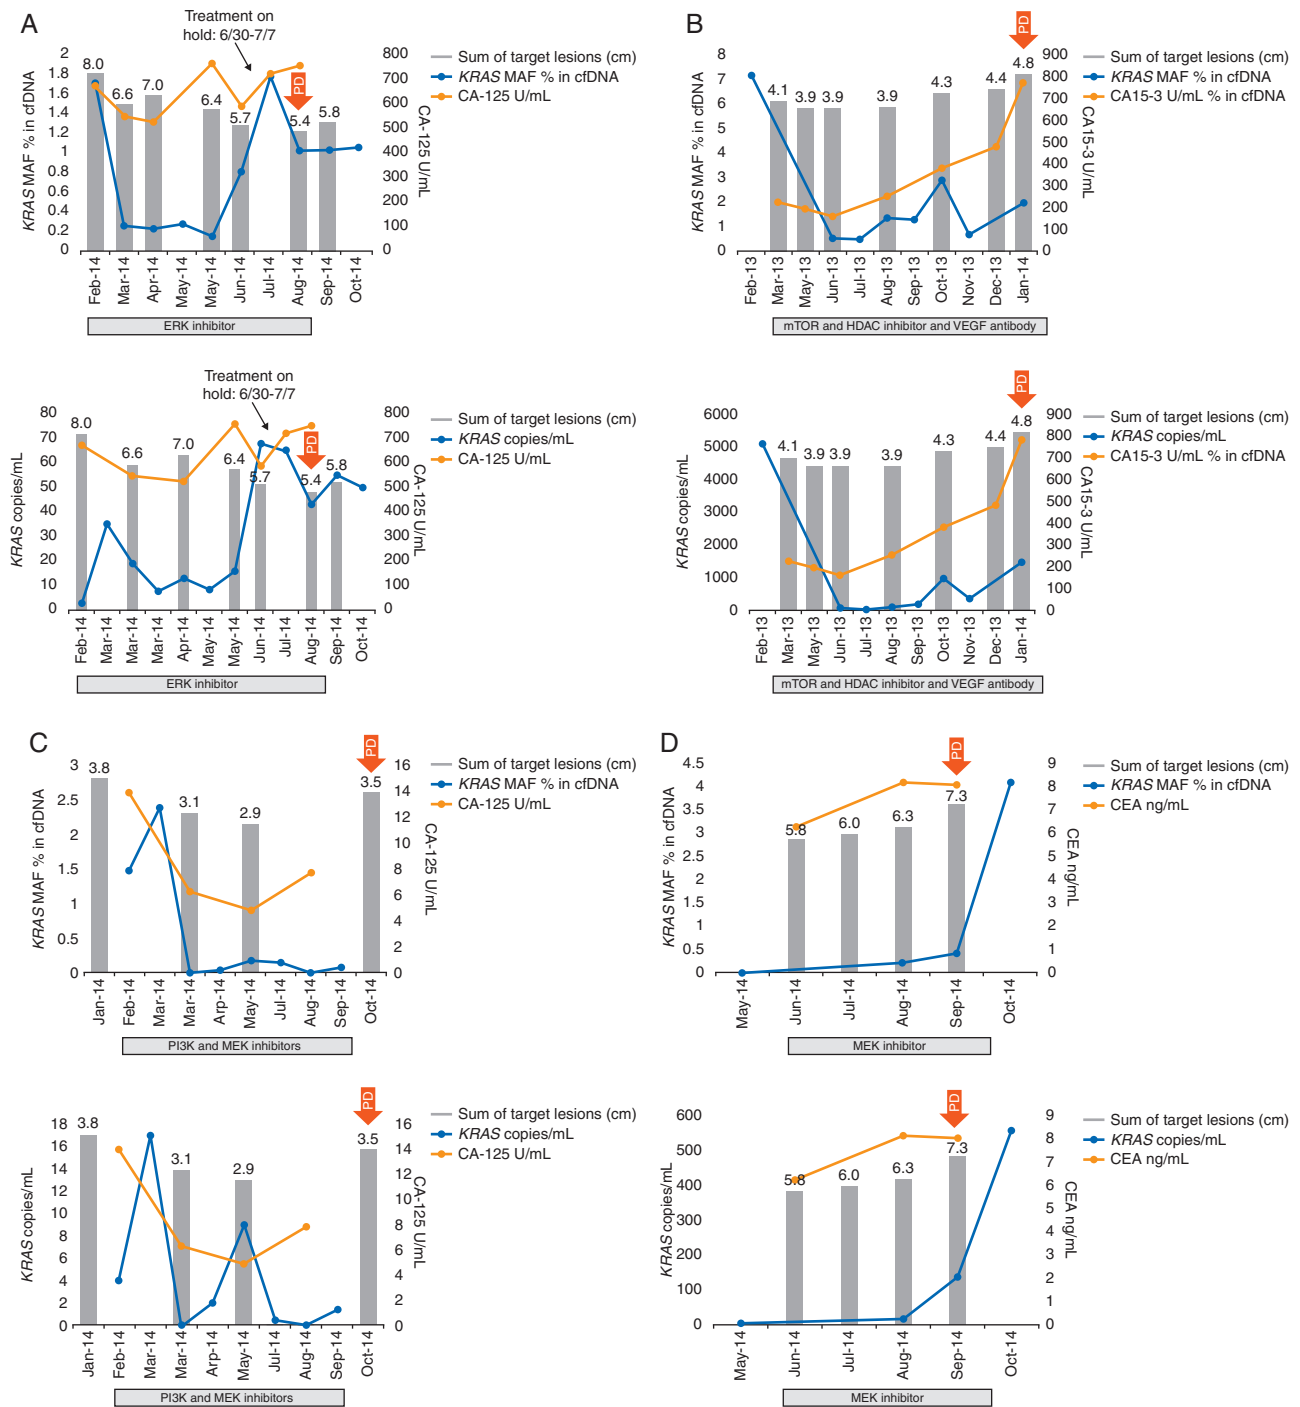 A
Treatment on
hold: 6/30-7/7
KRAS MAF % in cfDNA
2
1.8
1.6
1.4
1.2
1
0.8
0.6
0.4
0.2
0
8.0
6.6
7.0
6.4
5.7
5.4
5.8
PD
800
700
600
500
400
300
200
100
0
CA-125 U/mL
Sum of target lesions (cm)
KRAS MAF % in cfDNA
CA-125 U/mL
Feb-14
Mar-14
Apr-14
May-14
May-14
Jun-14
Jul-14
Aug-14
Sep-14
Oct-14
ERK inhibitor
Treatment on
hold: 6/30-7/7
KRAS copies/mL
80
70
60
50
40
30
20
10
0
8.0
6.6
7.0
6.4
5.7
5.4
5.8
PD
800
700
600
500
400
300
200
100
0
CA-125 U/mL
Sum of target lesions (cm)
KRAS copies/mL
CA-125 U/mL
Feb-14
Mar-14
Mar-14
Mar-14
Apr-14
May-14
May-14
Jun-14
Jul-14
Aug-14
Sep-14
Oct-14
ERK inhibitor
B
KRAS MAF % in cfDNA
8
7
6
5
4
3
2
1
0
4.1
3.9
3.9
3.9
4.3
4.4
4.8
PD
900
800
700
600
500
400
300
200
100
0
CA15-3 U/mL
Sum of target lesions (cm)
KRAS MAF % in cfDNA
CA15-3 U/mL % in cfDNA
Feb-13
Mar-13
May-13
Jun-13
Jul-13
Aug-13
Sep-13
Oct-13
Nov-13
Dec-13
Jan-14
mTOR and HDAC inhibitor and VEGF antibody
KRAS copies/mL
6000
5000
4000
3000
2000
1000
0
4.1
3.9
3.9
3.9
4.3
4.4
4.8
PD
900
800
700
600
500
400
300
200
100
0
CA15-3 U/mL
Sum of target lesions (cm)
KRAS copies/mL
CA15-3 U/mL % in cfDNA
Feb-13
Mar-13
May-13
Jun-13
Jul-13
Aug-13
Sep-13
Oct-13
Nov-13
Dec-13
Jan-14
mTOR and HDAC inhibitor and VEGF antibody
C
KRAS MAF % in cfDNA
3
2.5
2
1.5
1
0.5
0
3.8
3.1
2.9
3.5
PD
16
14
12
10
8
6
4
2
0
CA-125 U/mL
Sum of target lesions (cm)
KRAS MAF % in cfDNA
CA-125 U/mL
Jan-14
Feb-14
Mar-14
Mar-14
Arp-14
May-14
Jul-14
Aug-14
Sep-14
Oct-14
PI3K and MEK inhibitors
KRAS copies/mL
18
16
14
12
10
8
6
4
2
0
3.8
3.1
2.9
3.5
PD
16
14
12
10
8
6
4
2
0
CA-125 U/mL
Sum of target lesions (cm)
KRAS copies/mL
CA-125 U/mL
Jan-14
Feb-14
Mar-14
Mar-14
Arp-14
May-14
Jul-14
Aug-14
Sep-14
Oct-14
PI3K and MEK inhibitors
D
KRAS MAF % in cfDNA
4.5
4
3.5
3
2.5
2
1.5
1
0.5
0
5.8
6.0
6.3
7.3
PD
9
8
7
6
5
4
3
2
1
0
CEA ng/mL
Sum of target lesions (cm)
KRAS MAF % in cfDNA
CEA ng/mL
May-14
Jun-14
Jul-14
Aug-14
Sep-14
Oct-14
MEK inhibitor
KRAS copies/mL
600
500
400
300
200
100
0
5.8
6.0
6.3
7.3
PD
9
8
7
6
5
4
3
2
1
0
CEA ng/mL
Sum of target lesions (cm)
KRAS copies/mL
CEA ng/mL
May-14
Jun-14
Jul-14
Aug-14
Sep-14
Oct-14
MEK inhibitor